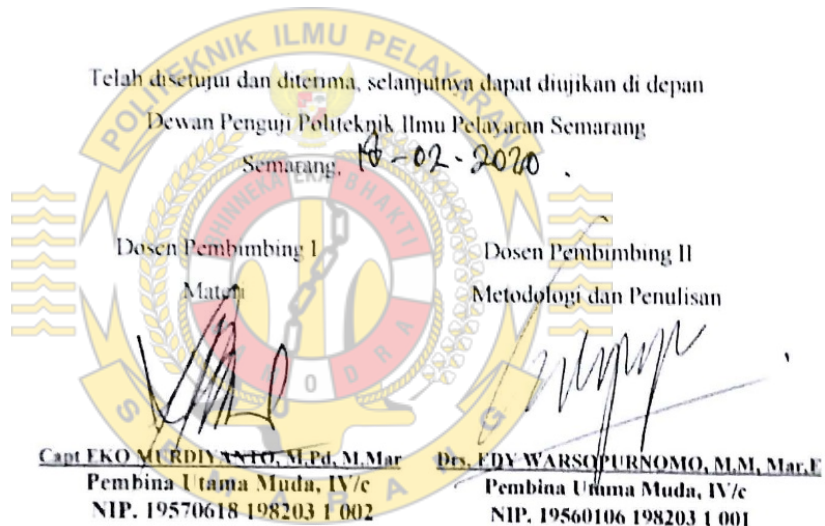 POLITEKNIK ILMU PELAYARAN
Telah disetujui dan diterima, selanjutnya dapat diujikan di depan
Dewan Penguji Politeknik Ilmu Pelayaran Semarang
Semarang, 18-02-2020.
BHINNEKA EKA BHAKTI
Dosen Pembimbing I
Materi
Dosen Pembimbing II
Metodologi dan Penulisan
Capt EKO MURDIYANTO, M.Pd, M.Mar
Pembina Utama Muda, IV/c
NIP. 19570618 198203 1 002
Drs. EDY WARSOPURNOMO, M.M, Mar.E
Pembina Utama Muda, IV/c
NIP. 19560106 198203 1 001
SEMARANG